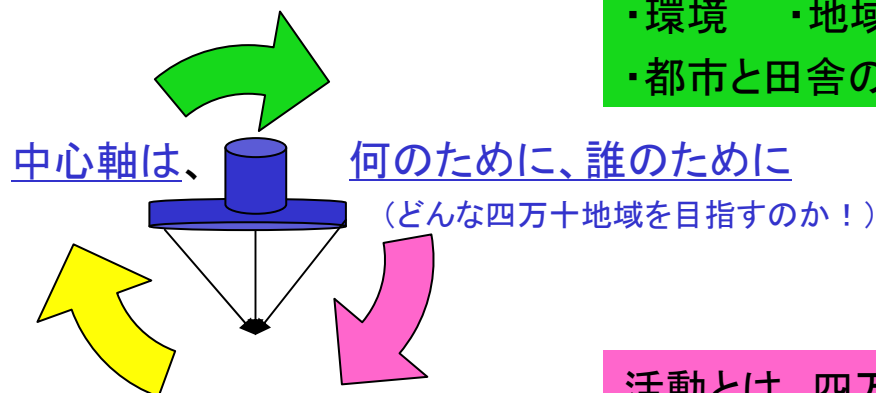 ・環境　・地域
・都市と田舎の
中心軸は、
何のために、誰のために
（どんな四万十地域を目指すのか！）
活動とは、四万